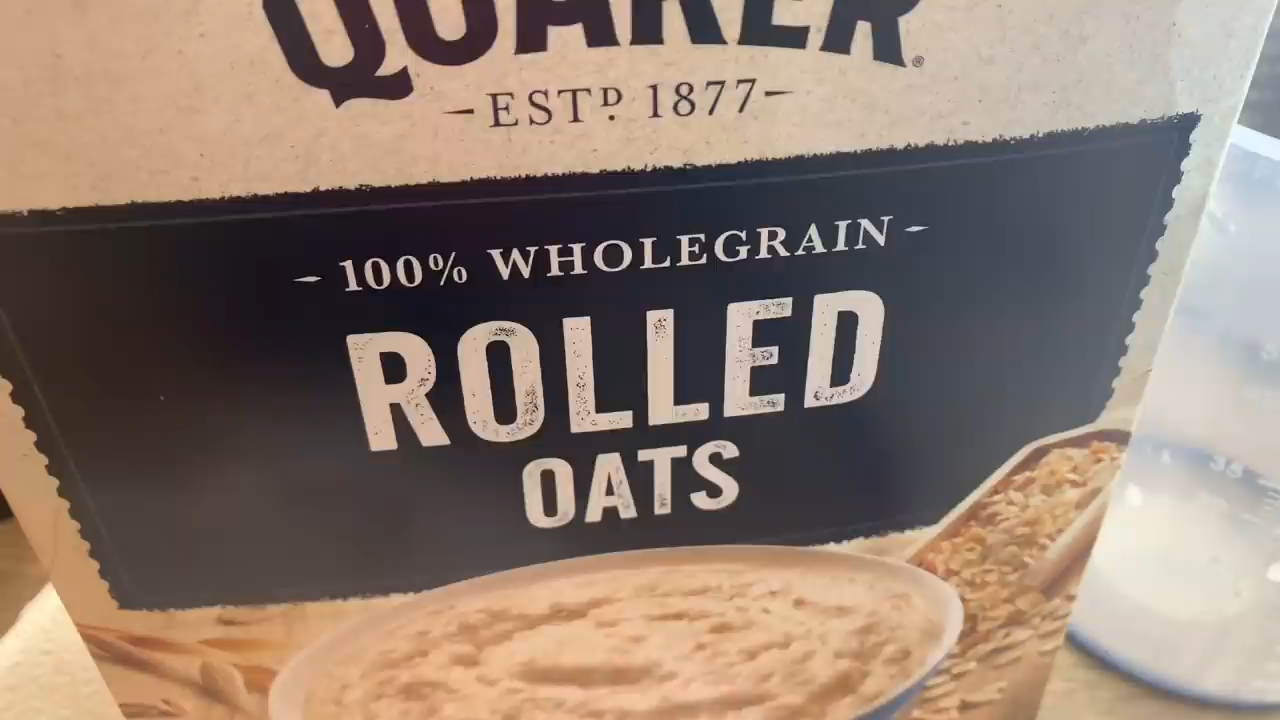 QUAKER®
-ESTD. 1877-
- 100% WHOLEGRAIN -
ROLLED
OATS